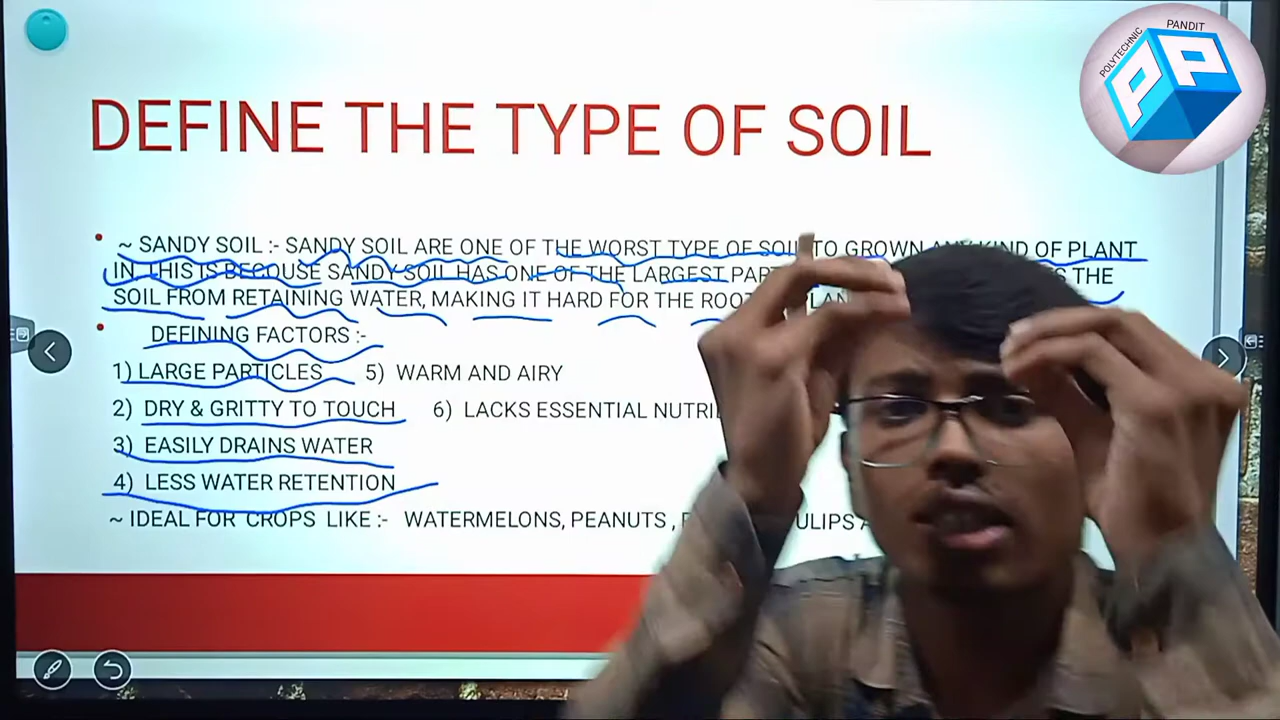 POLYTECHNIC PANDIT
PP
DEFINE THE TYPE OF SOIL
~ SANDY SOIL :- SANDY SOIL ARE ONE OF THE WORST TYPE OF SOIL TO GROWN ANY KIND OF PLANT
IN THIS IS BECOUSE SANDY SOIL HAS ONE OF THE LARGEST THE
SOIL FROM RETAINING WATER, MAKING IT HARD FOR THE
DEFINING FACTORS :-
1) LARGE PARTICLES 5) WARM AND AIRY
2) DRY & GRITTY TO TOUCH 6) LACKS ESSENTIAL
3) EASILY DRAINS WATER
4) LESS WATER RETENTION
~ IDEAL FOR CROPS LIKE :- WATERMELONS, PEANUTS ,